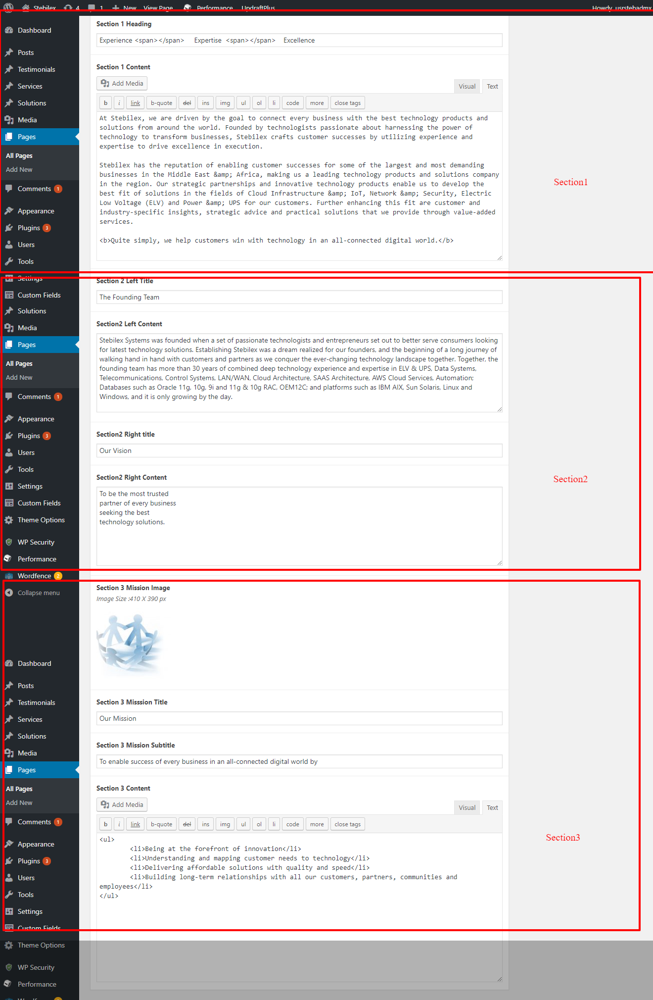 Stebilex 4 1 New View Page Performance UpdraftPlus Howdy, usrstebadmx
Dashboard
Posts
Testimonials
Services
Solutions
Media
Pages
All Pages
Add New
Comments 1
Appearance
Plugins 3
Users
Tools
Settings
Custom Fields
Solutions
Media
Pages
All Pages
Add New
Comments 1
Appearance
Plugins 3
Users
Tools
Settings
Custom Fields
Theme Options
WP Security
Performance
Wordfence 2
Collapse menu
Dashboard
Posts
Testimonials
Services
Solutions
Media
Pages
All Pages
Add New
Comments 1
Appearance
Plugins 3
Users
Tools
Settings
Custom Fields
Theme Options
WP Security
Performance
Section 1 Heading
Experience <span></span> Expertise <span></span> Excellence
Section 1 Content
Add Media
Visual Text
b i link b-quote del ins img ul ol li code more close tags
At Stebilex, we are driven by the goal to connect every business with the best technology products and
solutions from around the world. Founded by technologists passionate about harnessing the power of
technology to transform businesses, Stebilex crafts customer successes by utilizing experience and
expertise to drive excellence in execution.
Stebilex has the reputation of enabling customer successes for some of the largest and most demanding
businesses in the Middle East &amp; Africa, making us a leading technology products and solutions company
in the region. Our strategic partnerships and innovative technology products enable us to develop the
best fit of solutions in the fields of Cloud Infrastructure &amp; IoT, Network &amp; Security, Electric
Low Voltage (ELV) and Power &amp; UPS for our customers. Further enhancing this fit are customer and
industry-specific insights, strategic advice and practical solutions that we provide through value-added
services.
<b>Quite simply, we help customers win with technology in an all-connected digital world.</b>
Section1
Section 2 Left Title
The Founding Team
Section2 Left Content
Stebilex Systems was founded when a set of passionate technologists and entrepreneurs set out to better serve consumers looking
for latest technology solutions. Establishing Stebilex was a dream realized for our founders, and the beginning of a long journey of
walking hand in hand with customers and partners as we conquer the ever-changing technology landscape together. Together, the
founding team has more than 30 years of combined deep technology experience and expertise in ELV & UPS, Data Systems,
Telecommunications, Control Systems, LAN/WAN, Cloud Architecture, SAAS Architecture, AWS Cloud Services, Automation;
Databases such as Oracle 11g, 10g, 9i and 11g & 10g RAC, OEM12C; and platforms such as IBM AIX, Sun Solaris, Linux and
Windows, and it is only growing by the day.
Section2 Right title
Our Vision
Section2 Right Content
To be the most trusted
partner of every business
seeking the best
technology solutions.
Section2
Section 3 Mission Image
Image Size :410 X 390 px
Section 3 Misssion Title
Our Mission
Section 3 Mission Subtitle
To enable success of every business in an all-connected digital world by
Section 3 Content
Add Media
Visual Text
b i link b-quote del ins img ul ol li code more close tags
<ul>
<li>Being at the forefront of innovation</li>
<li>Understanding and mapping customer needs to technology</li>
<li>Delivering affordable solutions with quality and speed</li>
<li>Building long-term relationships with all our customers, partners, communities and
employees</li>
</ul>
Section3